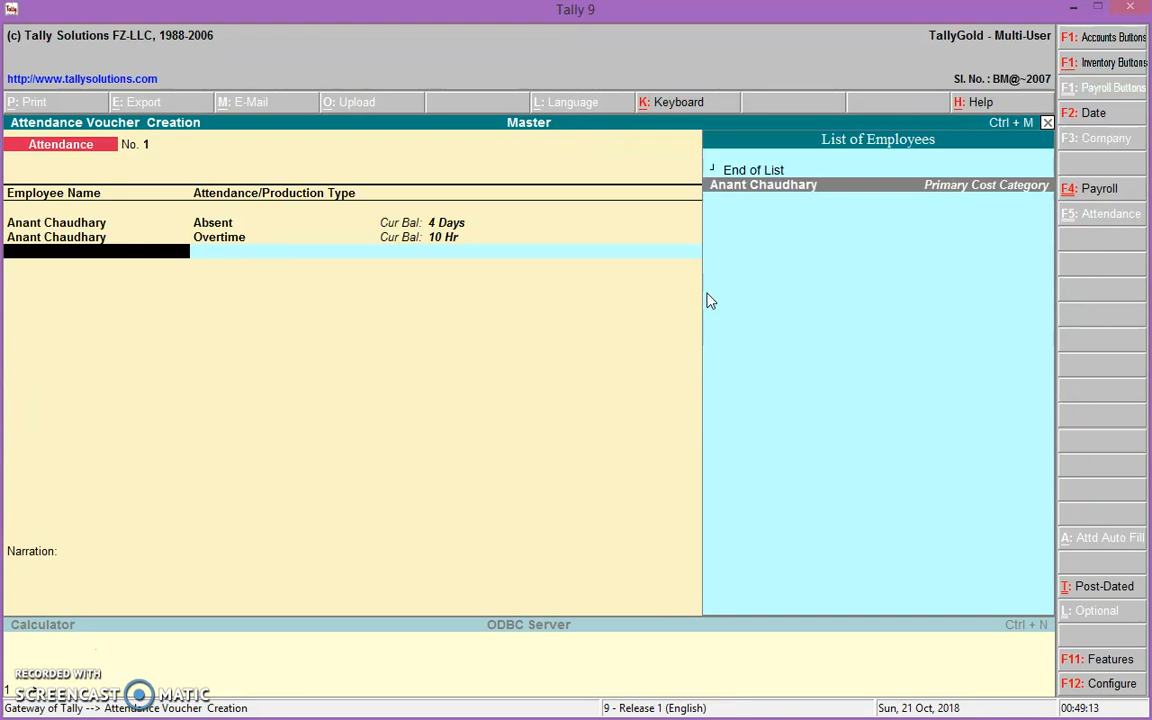 Tally 9
(c) Tally Solutions FZ-LLC, 1988-2006
TallyGold - Multi-User
http://www.tallysolutions.com
Sl. No. : BM@~2007
P: Print
E: Export
M: E-Mail
O: Upload
L: Language
K: Keyboard
H: Help
Attendance Voucher Creation
Master
Ctrl + M
Attendance
No. 1
Employee Name
Attendance/Production Type
Anant Chaudhary
Absent
Cur Bal: 4 Days
Anant Chaudhary
Overtime
Cur Bal: 10 Hr
List of Employees
End of List
Anant Chaudhary
Primary Cost Category
Narration:
F1: Accounts Buttons
F1: Inventory Buttons
F1: Payroll Buttons
F2: Date
F3: Company
F4: Payroll
F5: Attendance
A: Attd Auto Fill
T: Post-Dated
L: Optional
F11: Features
F12: Configure
Calculator
ODBC Server
Ctrl + N
RECORDED WITH
SCREENCAST MATIC
1
Gateway of Tally --> Attendance Voucher Creation
9 - Release 1 (English)
Sun, 21 Oct, 2018
00:49:13